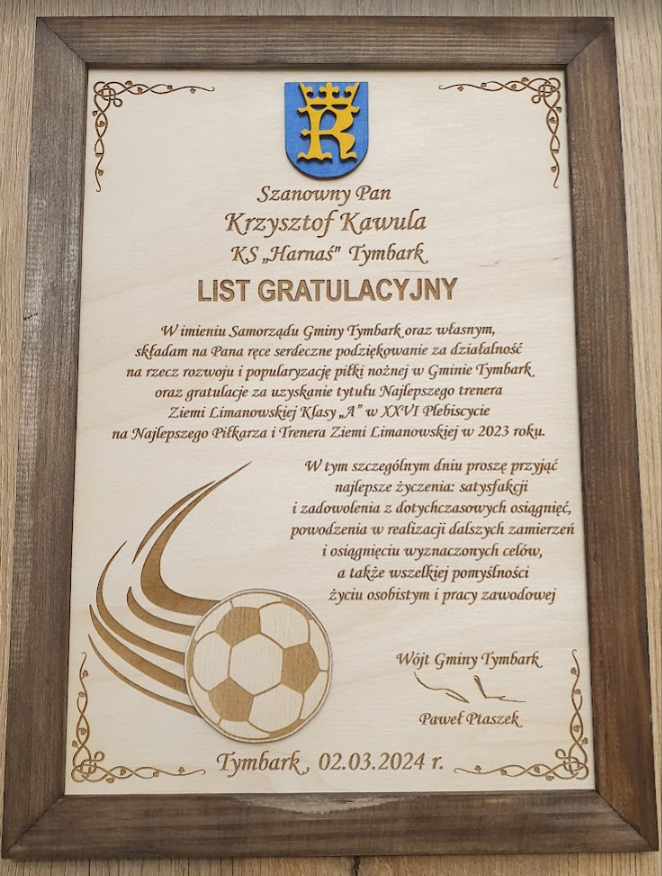 R
Szanowny Pan
Krzysztof Kawula
KS „Harnaś" Tymbark
LIST GRATULACYJNY
W imieniu Samorządu Gminy Tymbark oraz własnym,
składam na Pana ręce serdeczne podziękowanie za działalność
na rzecz rozwoju i popularyzację piłki nożnej w Gminie Tymbark
oraz gratulacje za uzyskanie tytułu Najlepszego trenera
Ziemi Limanowskiej Klasy „A” w XXVI Plebiscycie
na Najlepszego Piłkarza i Trenera Ziemi Limanowskiej w 2023 roku.
W tym szczególnym dniu proszę przyjąć
najlepsze życzenia: satysfakcji
i zadowolenia z dotychczasowych osiągnięć,
powodzenia w realizacji dalszych zamierzeń
i osiągnięciu wyznaczonych celów,
a także wszelkiej pomyślności
życiu osobistym i pracy zawodowej
Wójt Gminy Tymbark
Paweł Ptaszek
Tymbark, 02.03.2024 r.